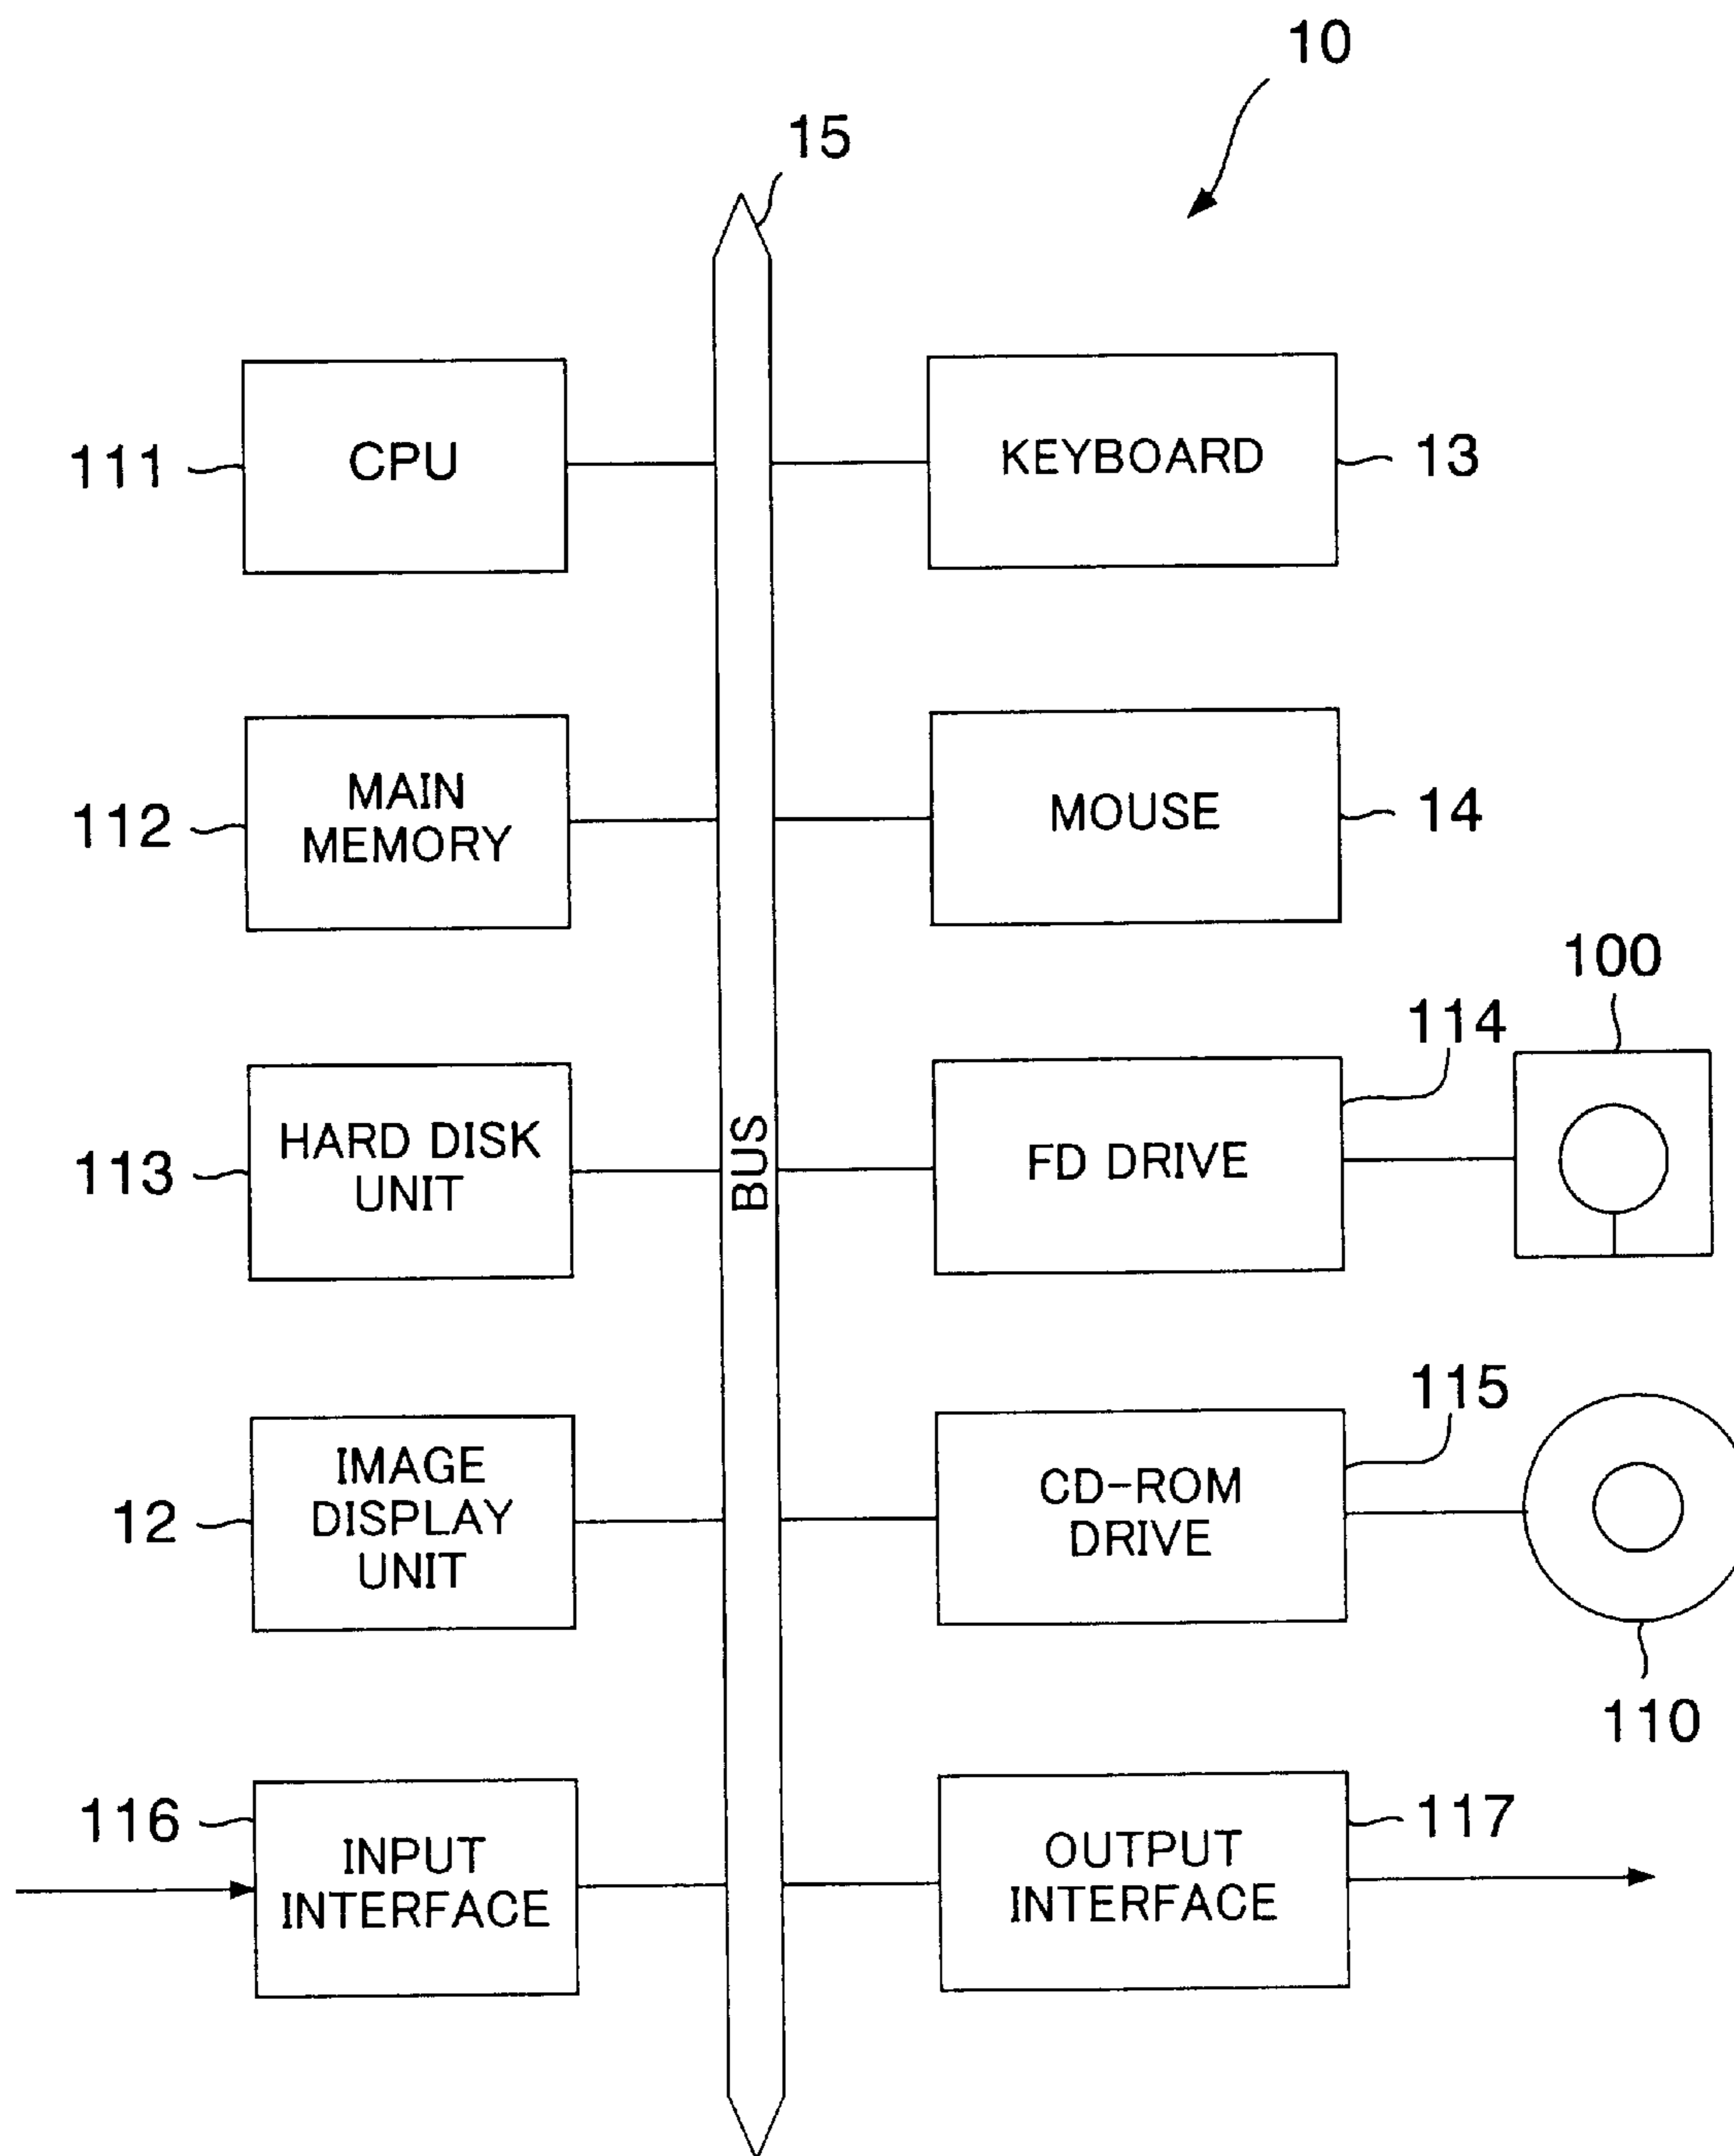 10
15
111
CPU
KEYBOARD
13
112
MAIN
MEMORY
MOUSE
14
100
114
113
HARD DISK
UNIT
BUS
FD DRIVE
115
12
IMAGE
DISPLAY
UNIT
CD-ROM
DRIVE
110
116
INPUT
INTERFACE
OUTPUT
INTERFACE
117